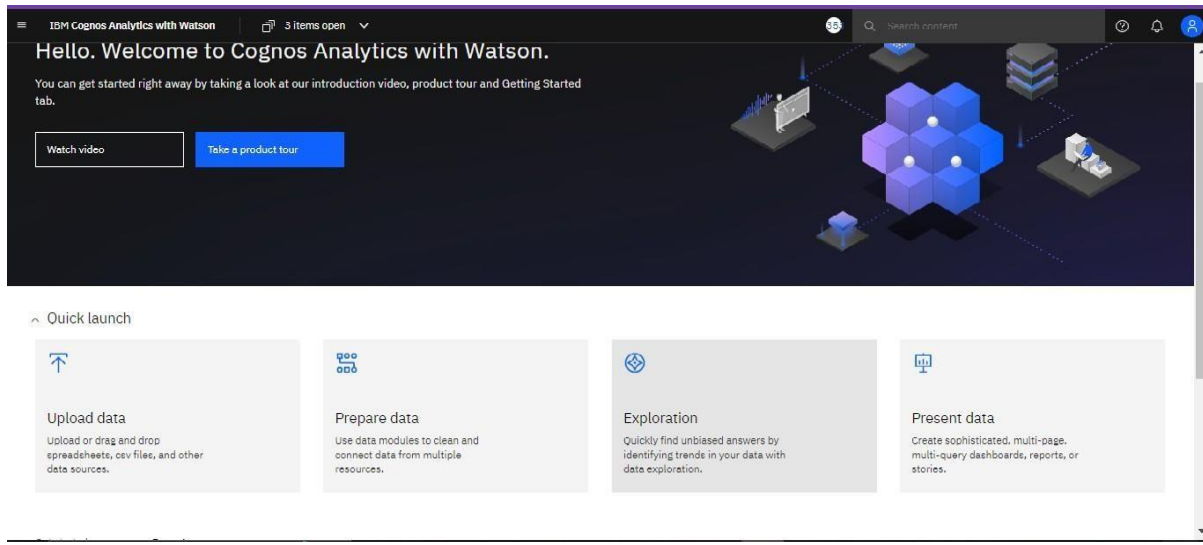 IBM Cognos Analytics with Watson
3 items open
35
Search content
Hello. Welcome to Cognos Analytics with Watson.
You can get started right away by taking a look at our introduction video, product tour and Getting Started
tab.
Watch video
Take a product tour
Quick launch
Upload data
Upload or drag and drop
spreadsheets, csv files, and other
data sources.
Prepare data
Use data modules to clean and
connect data from multiple
resources.
Exploration
Quickly find unbiased answers by
identifying trends in your data with
data exploration.
Present data
Create sophisticated, multi-page,
multi-query dashboards, reports, or
stories.